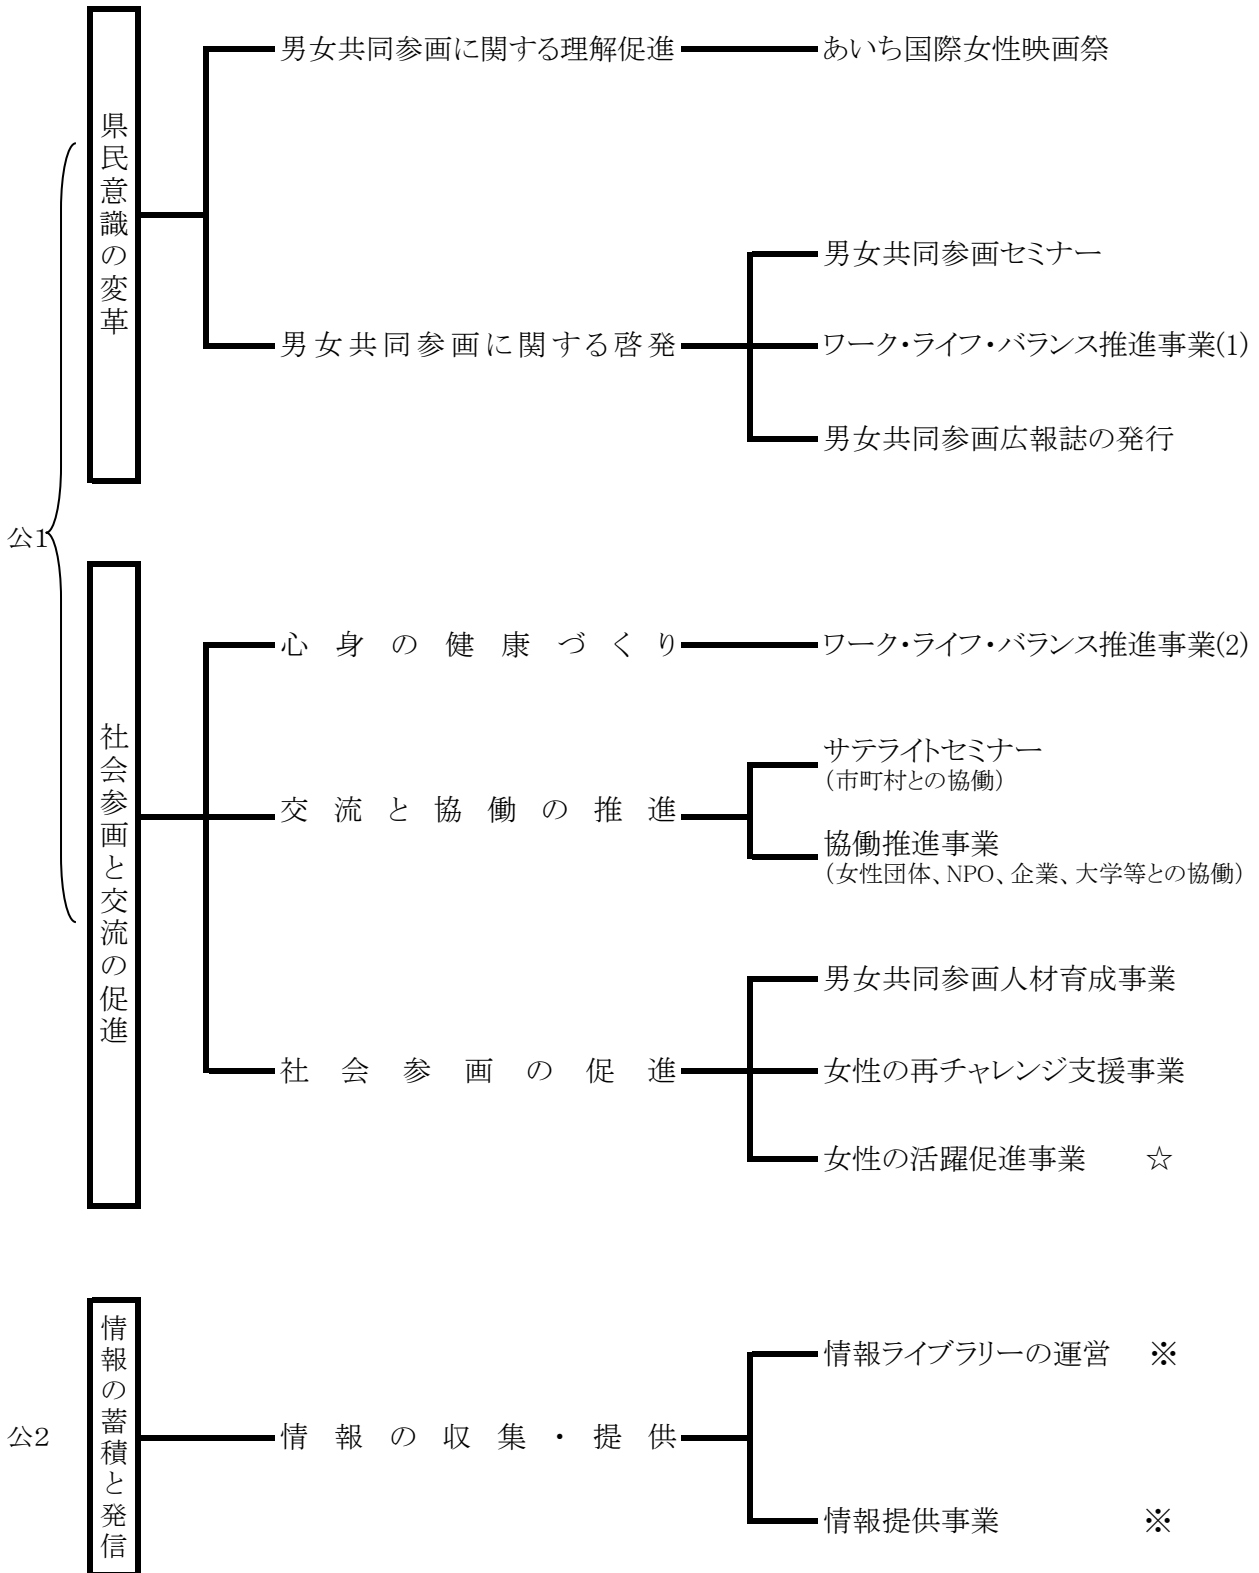 公1
県民意識の変革
男女共同参画に関する理解促進
あいち国際女性映画祭
男女共同参画に関する啓発
男女共同参画セミナー
ワーク・ライフ・バランス推進事業(1)
男女共同参画広報誌の発行
社会参画と交流の促進
心身の健康づくり
ワーク・ライフ・バランス推進事業(2)
交流と協働の推進
サテライトセミナー
(市町村との協働)
協働推進事業
(女性団体、NPO、企業、大学等との協働)
社会参画の促進
男女共同参画人材育成事業
女性の再チャレンジ支援事業
女性の活躍促進事業 ☆
公2
情報の蓄積と発信
情報の収集・提供
情報ライブラリーの運営 ※
情報提供事業 ※